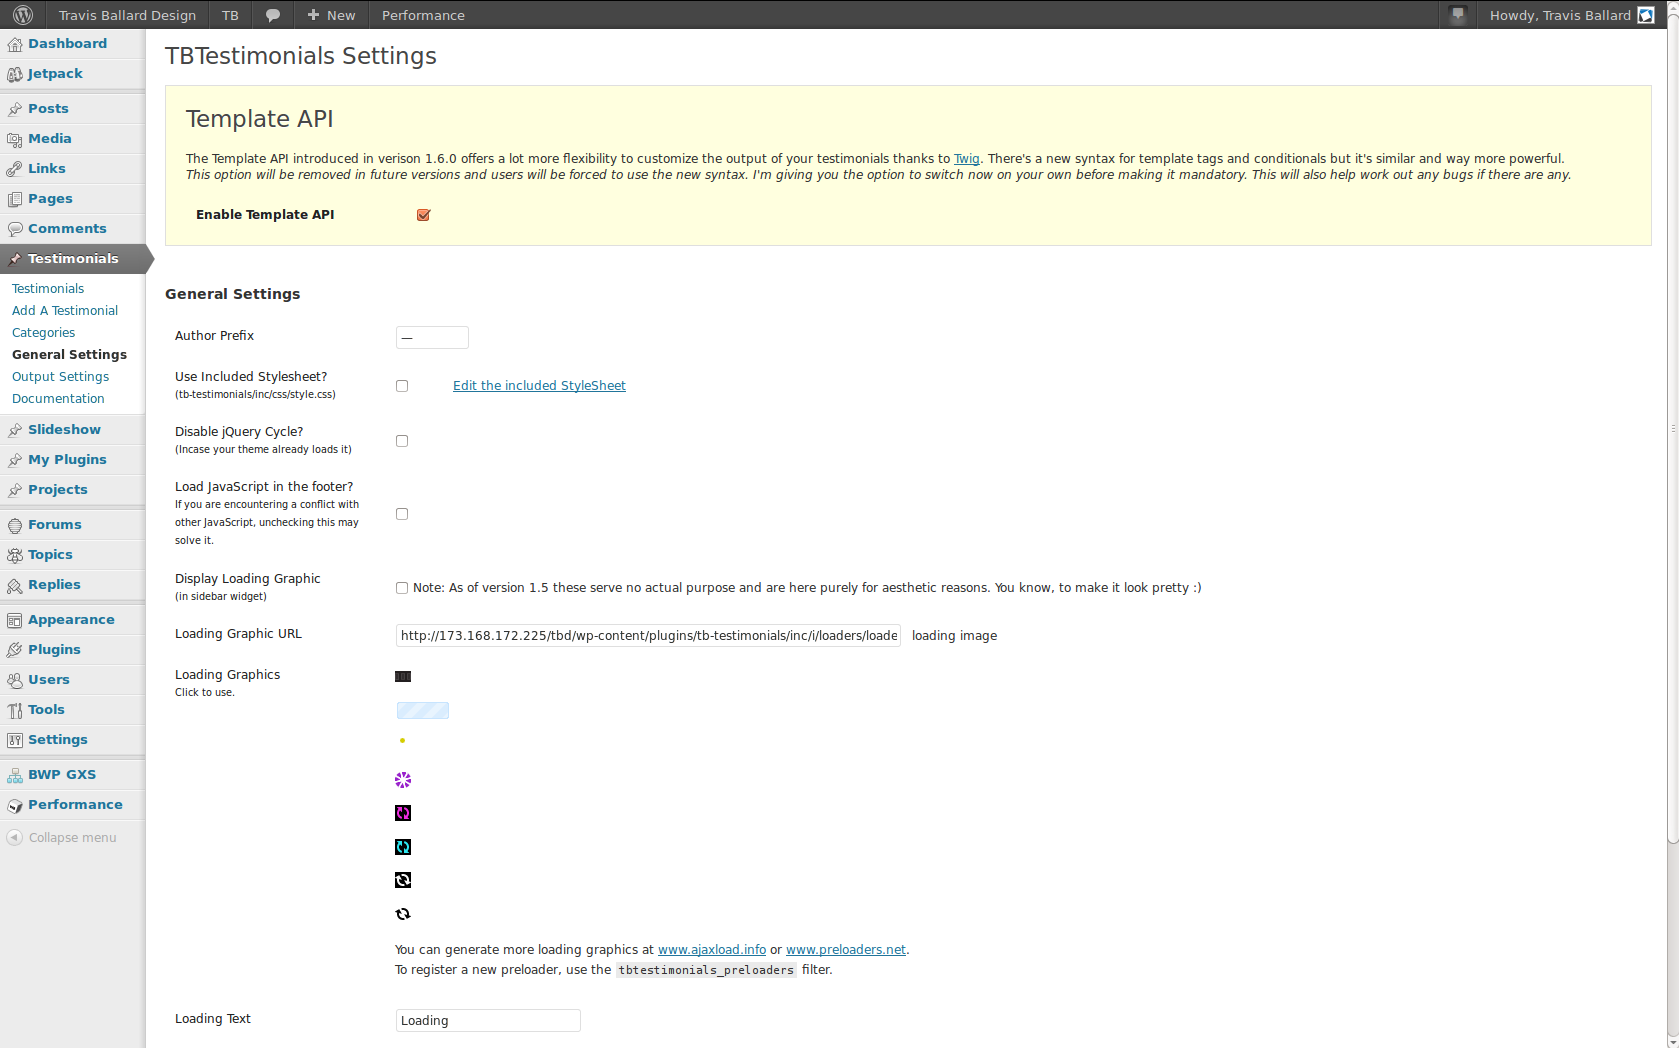 Travis Ballard Design TB New Performance Howdy, Travis Ballard
Dashboard
Jetpack
Posts
Media
Links
Pages
Comments
Testimonials
Testimonials
Add A Testimonial
Categories
General Settings
Output Settings
Documentation
Slideshow
My Plugins
Projects
Forums
Topics
Replies
Appearance
Plugins
Users
Tools
Settings
BWP GXS
Performance
Collapse menu
TBTestimonials Settings
Template API
The Template API introduced in verison 1.6.0 offers a lot more flexibility to customize the output of your testimonials thanks to Twig. There's a new syntax for template tags and conditionals but it's similar and way more powerful.
This option will be removed in future versions and users will be forced to use the new syntax. I'm giving you the option to switch now on your own before making it mandatory. This will also help work out any bugs if there are any.
Enable Template API
General Settings
Author Prefix —
Use Included Stylesheet?
(tb-testimonials/inc/css/style.css)
Edit the included StyleSheet
Disable jQuery Cycle?
(Incase your theme already loads it)
Load JavaScript in the footer?
If you are encountering a conflict with
other JavaScript, unchecking this may
solve it.
Display Loading Graphic
(in sidebar widget)
Note: As of version 1.5 these serve no actual purpose and are here purely for aesthetic reasons. You know, to make it look pretty :)
Loading Graphic URL http://173.168.172.225/tbd/wp-content/plugins/tb-testimonials/inc/i/loaders/loade loading image
Loading Graphics
Click to use.
You can generate more loading graphics at www.ajaxload.info or www.preloaders.net.
To register a new preloader, use the tbtestimonials_preloaders filter.
Loading Text Loading